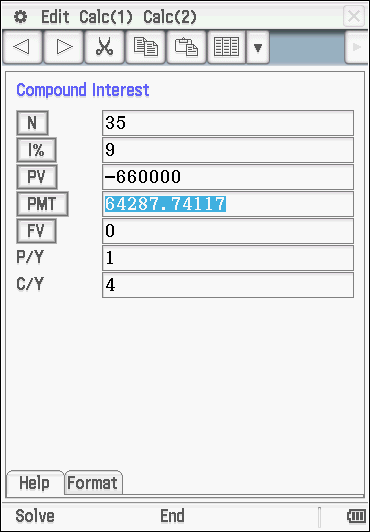 Edit Calc(1) Calc(2)
Compound Interest
N 35
I% 9
PV -660000
PMT 64287.74117
FV 0
P/Y 1
C/Y 4
Help Format
Solve End